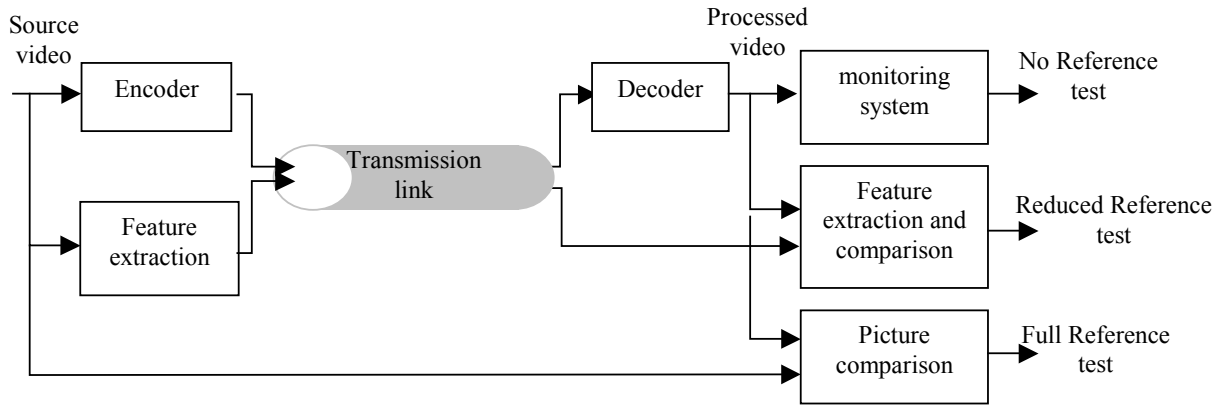 Source
video
Encoder
Feature
extraction
Transmission
link
Decoder
Processed
video
monitoring
system
No Reference
test
Feature
extraction and
comparison
Reduced Reference
test
Picture
comparison
Full Reference
test